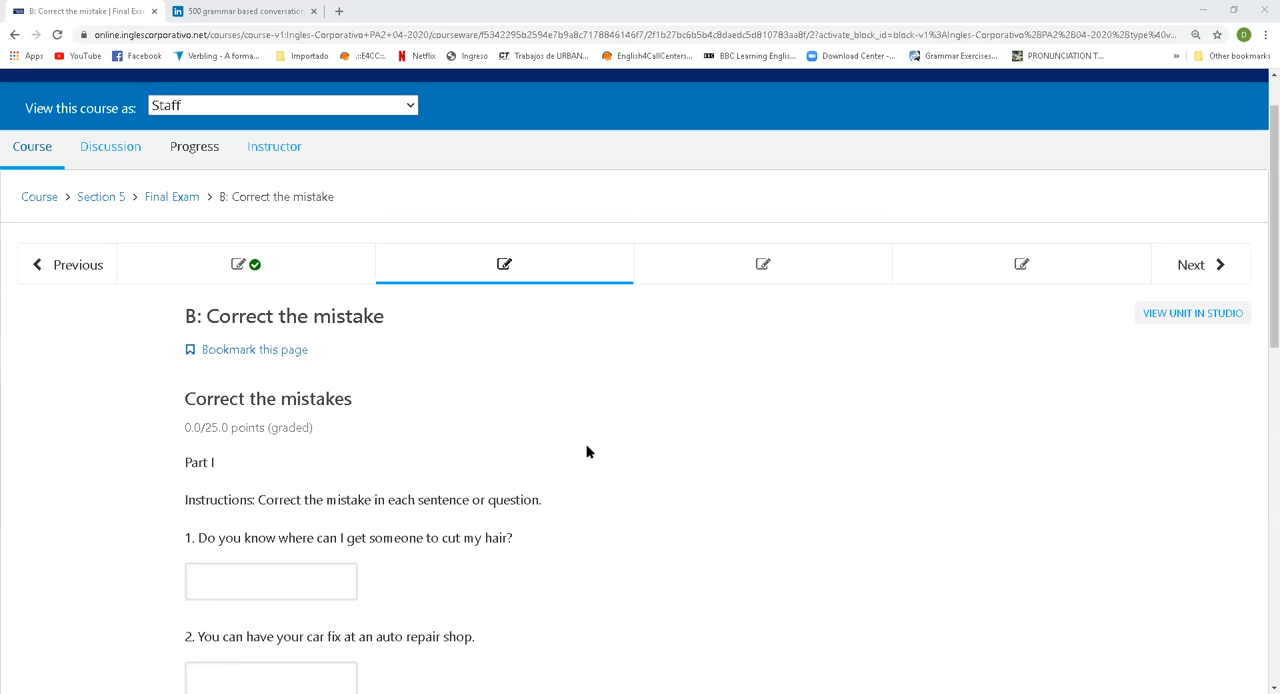 B: Correct the mistake | Final Exa
500 grammar based conversatio
online.inglescorporativo.net/courses/course-v1:Ingles-Corporativo+PA2+04-2020/courseware/f5342295b2594e7b9a8c7178846146f7/2f1b27bc6b5b4c8daedc5d810783aa8f/2?activate_block_id=block-v1%3AIngles-Corporativo%2BPA2%2B04-2020%2Btype%40v...
Apps YouTube Facebook Verbling - A forma... Importado .::E4CC::. Netflix Ingreso Trabajos de URBAN... English4CallCenters... BBC Learning Englis... Download Center -... Grammar Exercises... PRONUNCIATION T... » Other bookmarks
View this course as: Staff
Course Discussion Progress Instructor
Course > Section 5 > Final Exam > B: Correct the mistake
Previous Next
B: Correct the mistake
VIEW UNIT IN STUDIO
Bookmark this page
Correct the mistakes
0.0/25.0 points (graded)
Part I
Instructions: Correct the mistake in each sentence or question.
1. Do you know where can I get someone to cut my hair?
2. You can have your car fix at an auto repair shop.